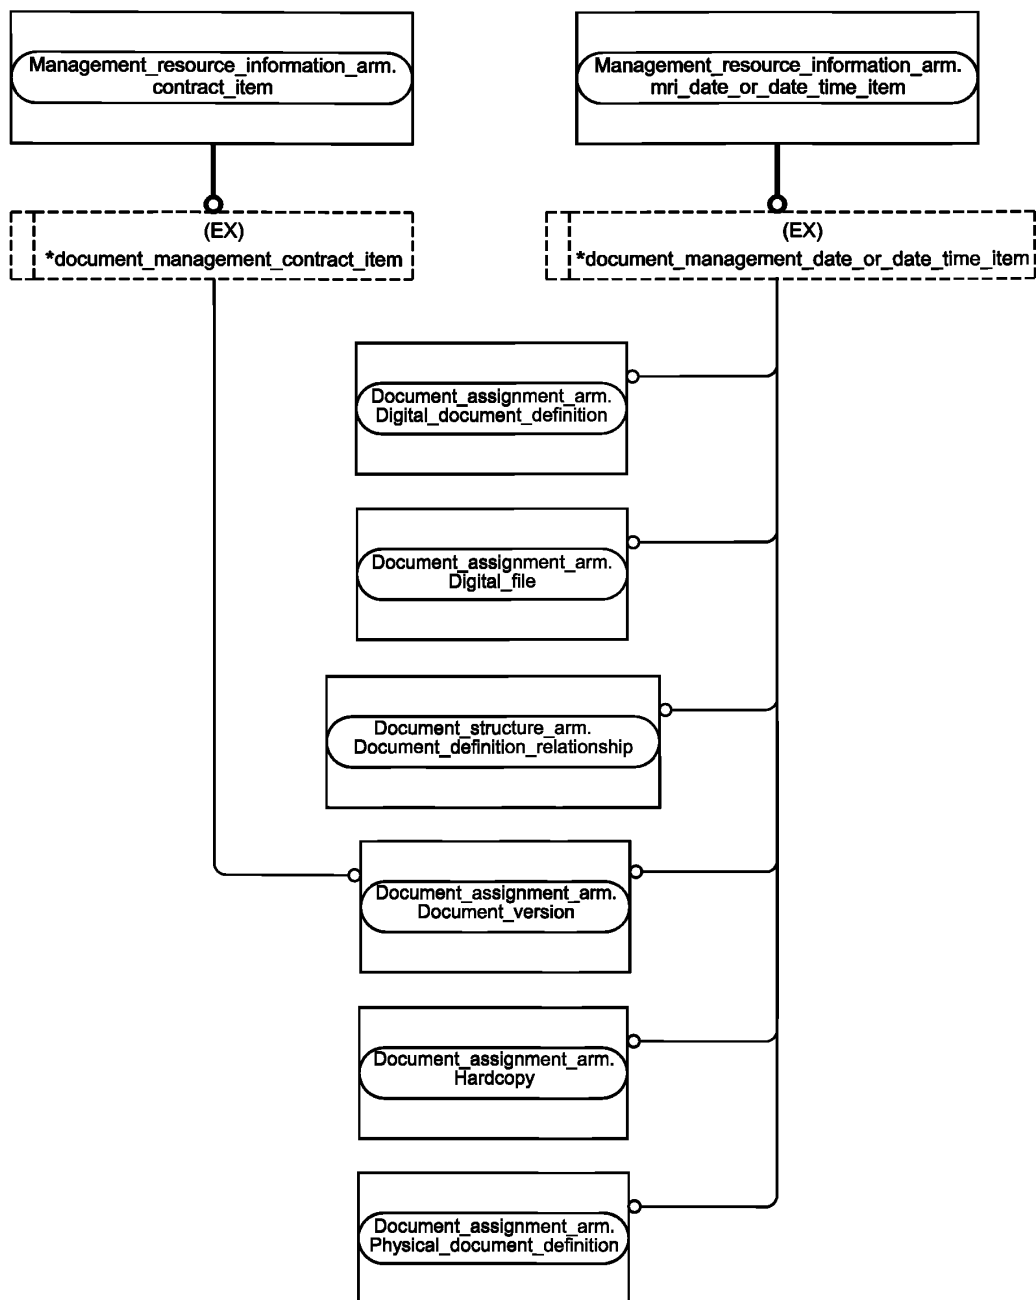 Management_resource_information_arm.
contract_item
Management_resource_information_arm.
mri_date_or_date_time_item
(EX)
*document_management_contract_item
(EX)
*document_management_date_or_date_time_item
Document_assignment_arm.
Digital_document_definition
Document_assignment_arm.
Digital_file
Document_structure_arm.
Document_definition_relationship
Document_assignment_arm.
Document_version
Document_assignment_arm.
Hardcopy
Document_assignment_arm.
Physical_document_definition